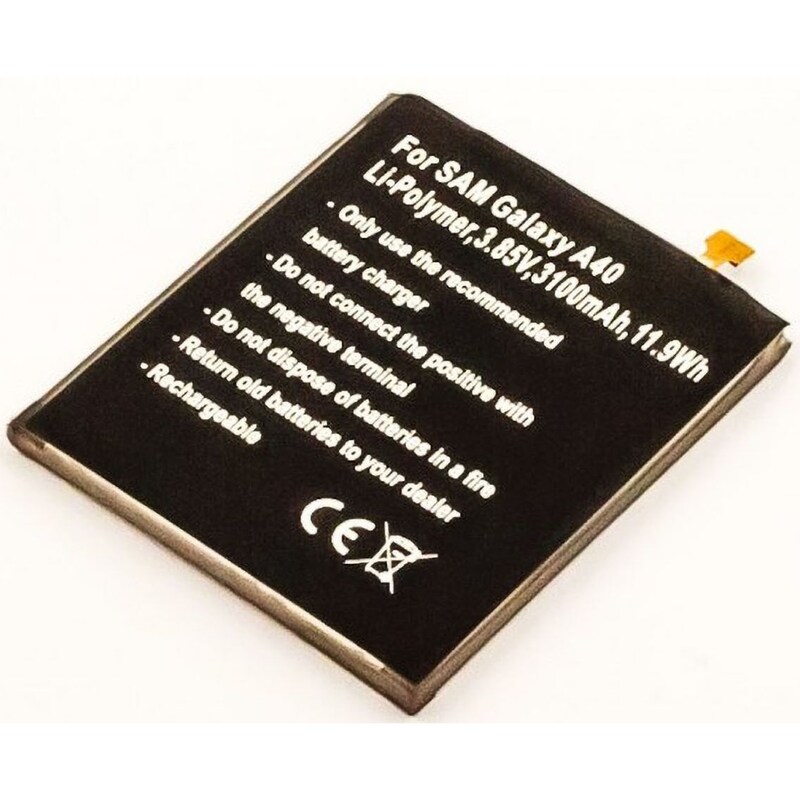 For SAM Galaxy A40
Li-Polymer,3.85V,3100mAh,11.9Wh
- Only use the recommended
battery charger
- Do not connect the positive with
the negative terminal
- Do not dispose of batteries in a fire
- Return old batteries to your dealer
- Rechargeable
CE